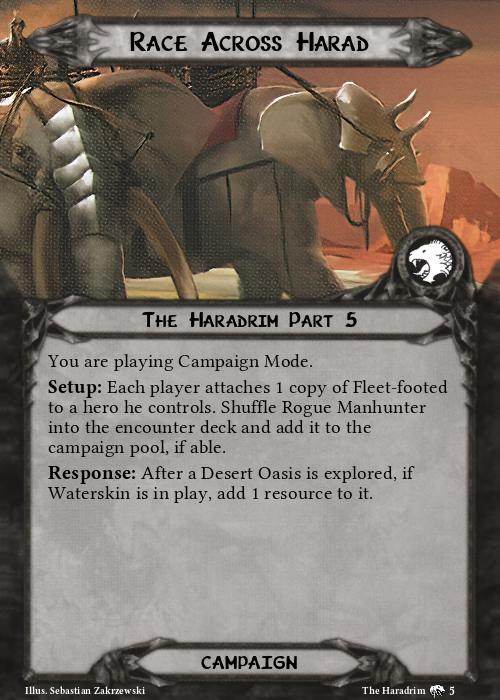 Race Across Harad
The Haradrim Part 5
You are playing Campaign Mode.
Setup: Each player attaches 1 copy of Fleet-footed
to a hero he controls. Shuffle Rogue Manhunter
into the encounter deck and add it to the
campaign pool, if able.
Response: After a Desert Oasis is explored, if
Waterskin is in play, add 1 resource to it.
CAMPAIGN
Illus. Sebastian Zakrzewski
The Haradrim 5